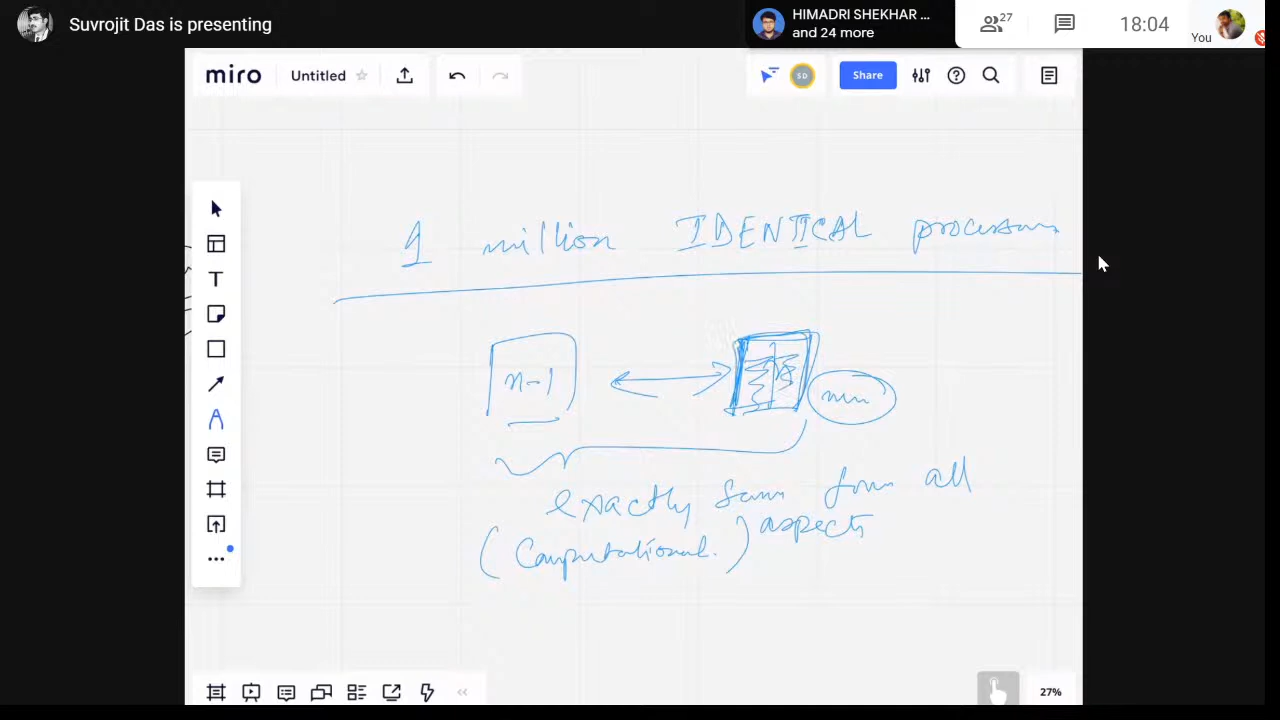 Suvrojit Das is presenting
HIMADRI SHEKHAR ...
and 24 more
27
18:04
You
miro
Untitled
SD
Share
T
1 million IDENTICAL processors
n-1
exactly same from all
aspects
(Computational.)
27%